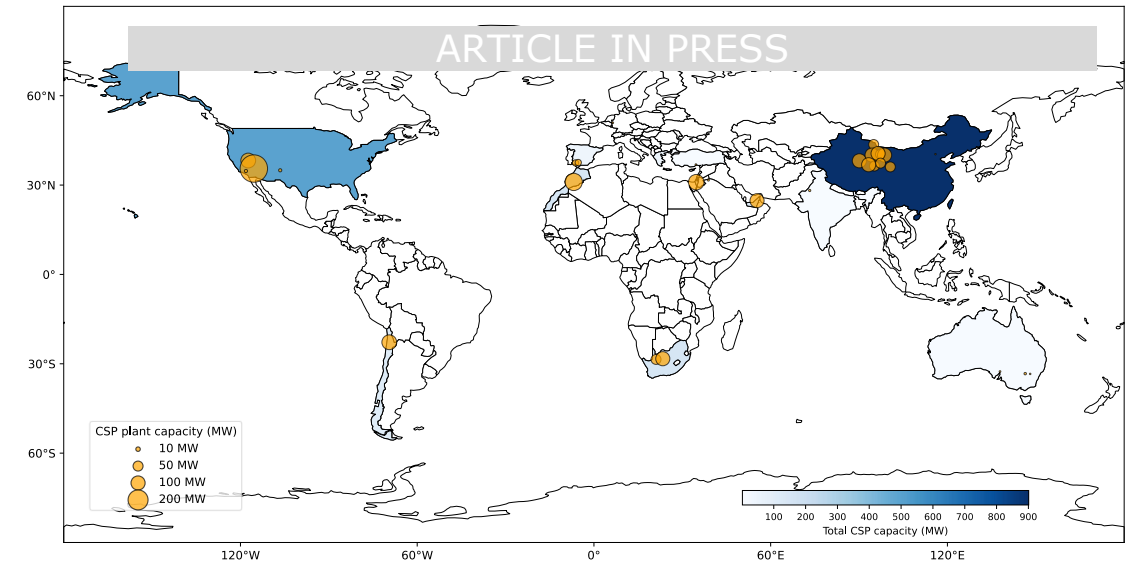 ARTICLE IN PRESS
60°N
30°N
0°
30°S
60°S
CSP plant capacity (MW)
10 MW
50 MW
100 MW
200 MW
100 200 300 400 500 600 700 800 900
Total CSP capacity (MW)
120°W 60°W 0° 60°E 120°E